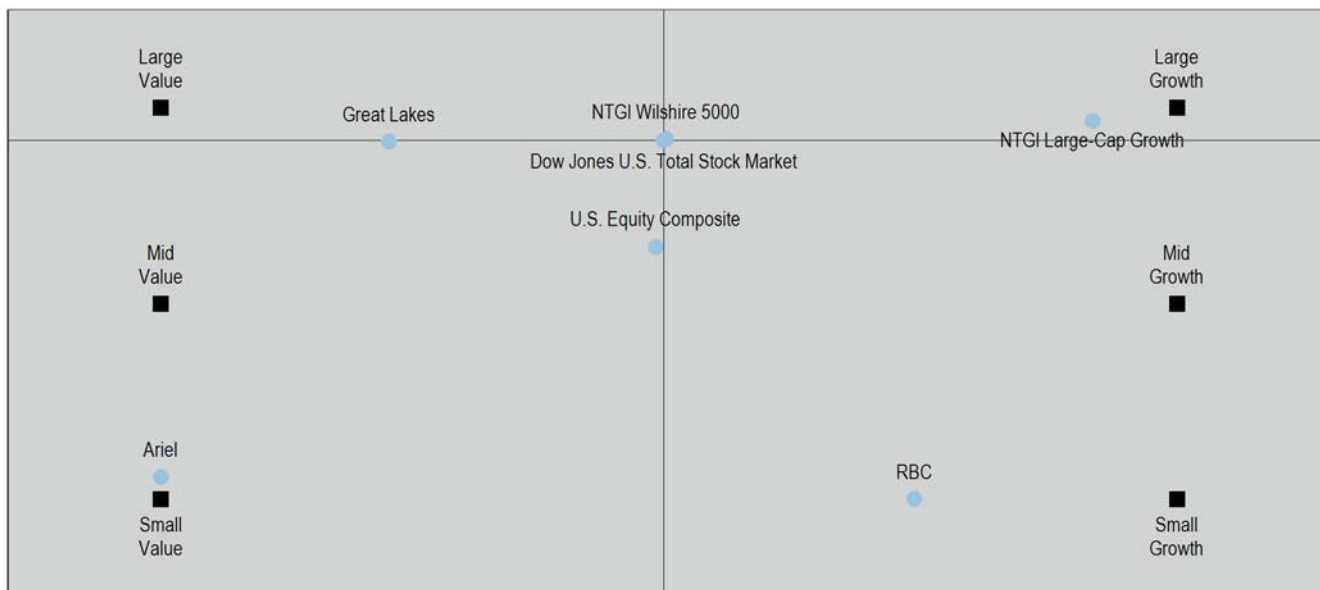 Large
Value
Large
Growth
Great Lakes
NTGI Wilshire 5000
NTGI Large-Cap Growth
Dow Jones U.S. Total Stock Market
U.S. Equity Composite
Mid
Value
Mid
Growth
Ariel
RBC
Small
Value
Small
Growth